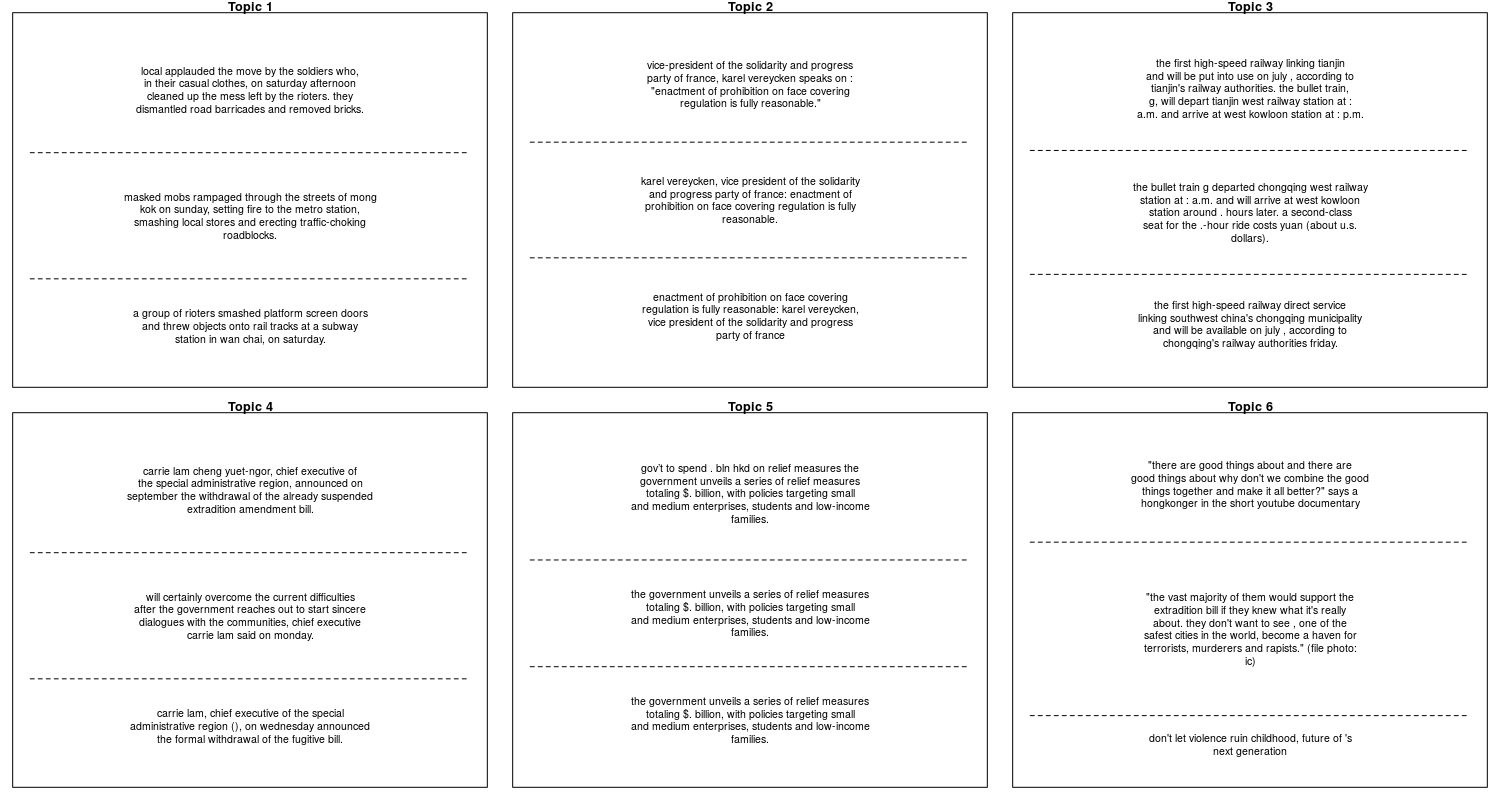 Topic 1
local applauded the move by the soldiers who,
in their casual clothes, on saturday afternoon
cleaned up the mess left by the rioters. they
dismantled road barricades and removed bricks.
masked mobs rampaged through the streets of mong
kok on sunday, setting fire to the metro station,
smashing local stores and erecting traffic-choking
roadblocks.
a group of rioters smashed platform screen doors
and threw objects onto rail tracks at a subway
station in wan chai, on saturday.
Topic 2
vice-president of the solidarity and progress
party of france, karel vereycken speaks on :
"enactment of prohibition on face covering
regulation is fully reasonable."
karel vereycken, vice president of the solidarity
and progress party of france: enactment of
prohibition on face covering regulation is fully
reasonable.
enactment of prohibition on face covering
regulation is fully reasonable: karel vereycken,
vice president of the solidarity and progress
party of france
Topic 3
the first high-speed railway linking tianjin
and will be put into use on july , according to
tianjin's railway authorities. the bullet train,
g, will depart tianjin west railway station at :
a.m. and arrive at west kowloon station at : p.m.
the bullet train g departed chongqing west railway
station at : a.m. and will arrive at west kowloon
station around . hours later. a second-class
seat for the .-hour ride costs yuan (about u.s.
dollars).
the first high-speed railway direct service
linking southwest china's chongqing municipality
and will be available on july , according to
chongqing's railway authorities friday.
Topic 4
carrie lam cheng yuet-ngor, chief executive of
the special administrative region, announced on
september the withdrawal of the already suspended
extradition amendment bill.
will certainly overcome the current difficulties
after the government reaches out to start sincere
dialogues with the communities, chief executive
carrie lam said on monday.
carrie lam, chief executive of the special
administrative region (), on wednesday announced
the formal withdrawal of the fugitive bill.
Topic 5
gov't to spend . bln hkd on relief measures the
government unveils a series of relief measures
totaling $. billion, with policies targeting small
and medium enterprises, students and low-income
families.
the government unveils a series of relief measures
totaling $. billion, with policies targeting small
and medium enterprises, students and low-income
families.
the government unveils a series of relief measures
totaling $. billion, with policies targeting small
and medium enterprises, students and low-income
families.
Topic 6
"there are good things about and there are
good things about why don't we combine the good
things together and make it all better?" says a
hongkonger in the short youtube documentary
"the vast majority of them would support the
extradition bill if they knew what it's really
about. they don't want to see , one of the
safest cities in the world, become a haven for
terrorists, murderers and rapists." (file photo:
ic)
don't let violence ruin childhood, future of 's
next generation